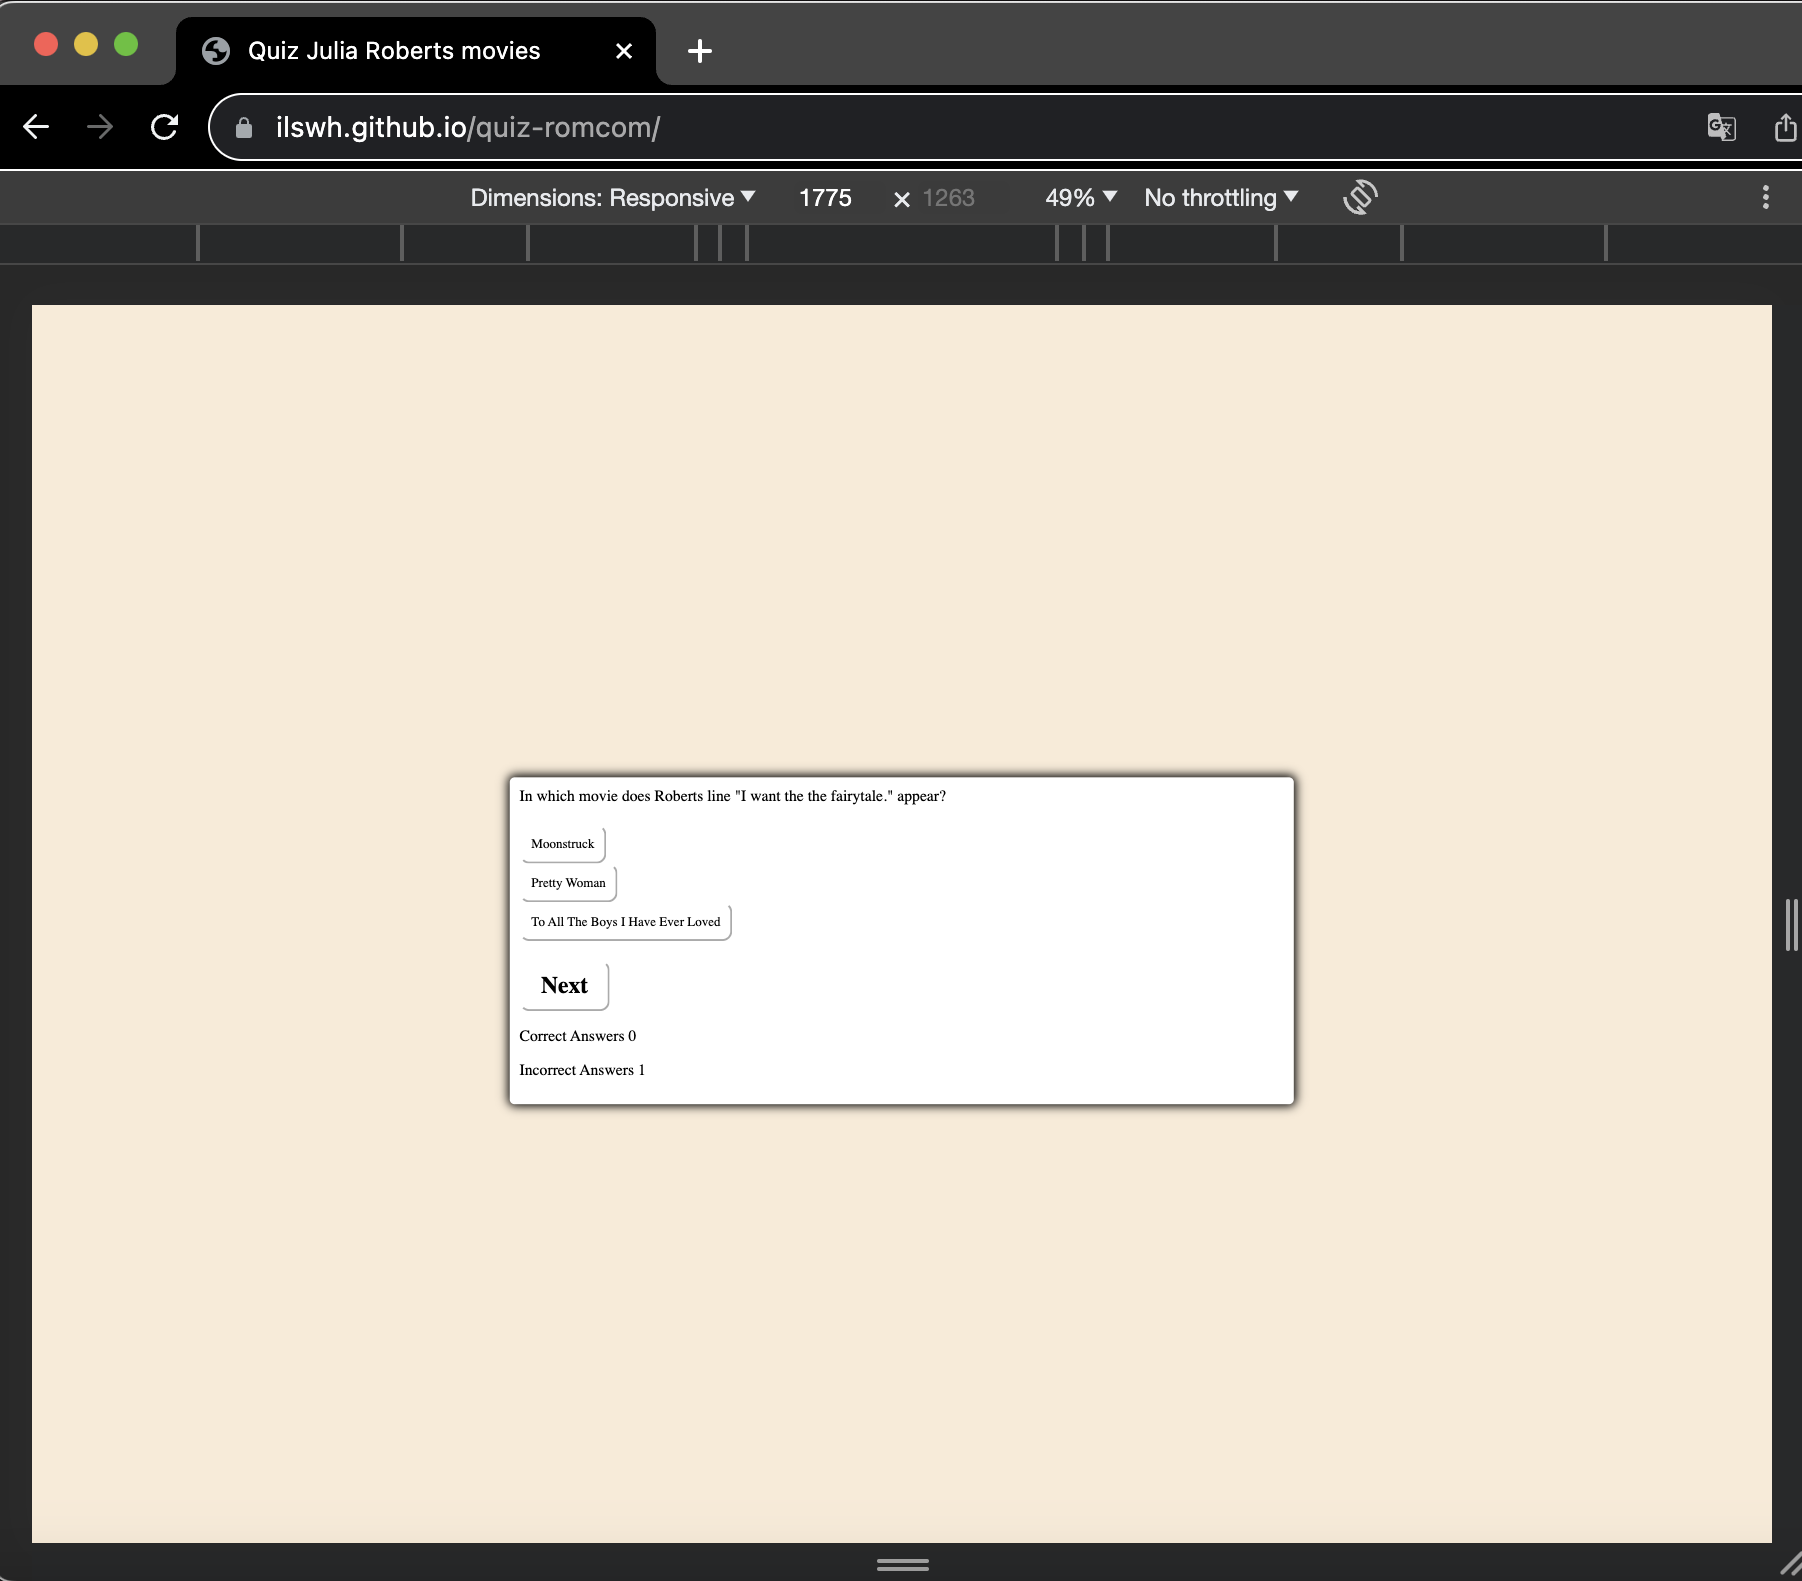 Quiz Julia Roberts movies
ilswh.github.io/quiz-romcom/
Dimensions: Responsive 1775 × 1263 49% No throttling
In which movie does Roberts line "I want the the fairytale." appear?
Moonstruck
Pretty Woman
To All The Boys I Have Ever Loved
Next
Correct Answers 0
Incorrect Answers 1